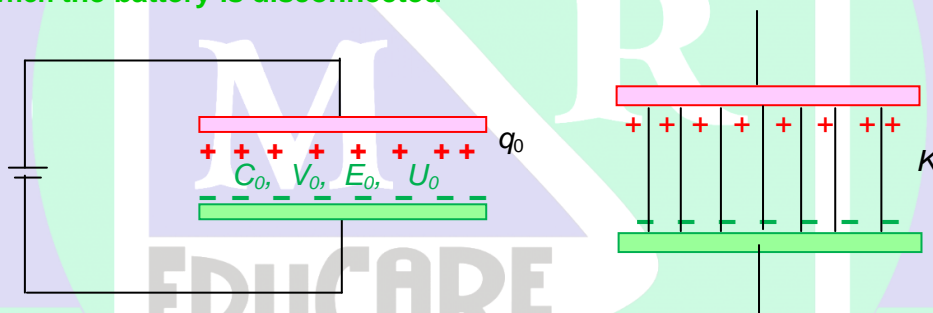 when the battery is disconnected
M R
+ + + + + + + +
q₀
C₀, V₀, E₀, U₀
− − − − − − − −
+ + + + + + + +
K
− − − − − − −
EDUCARE